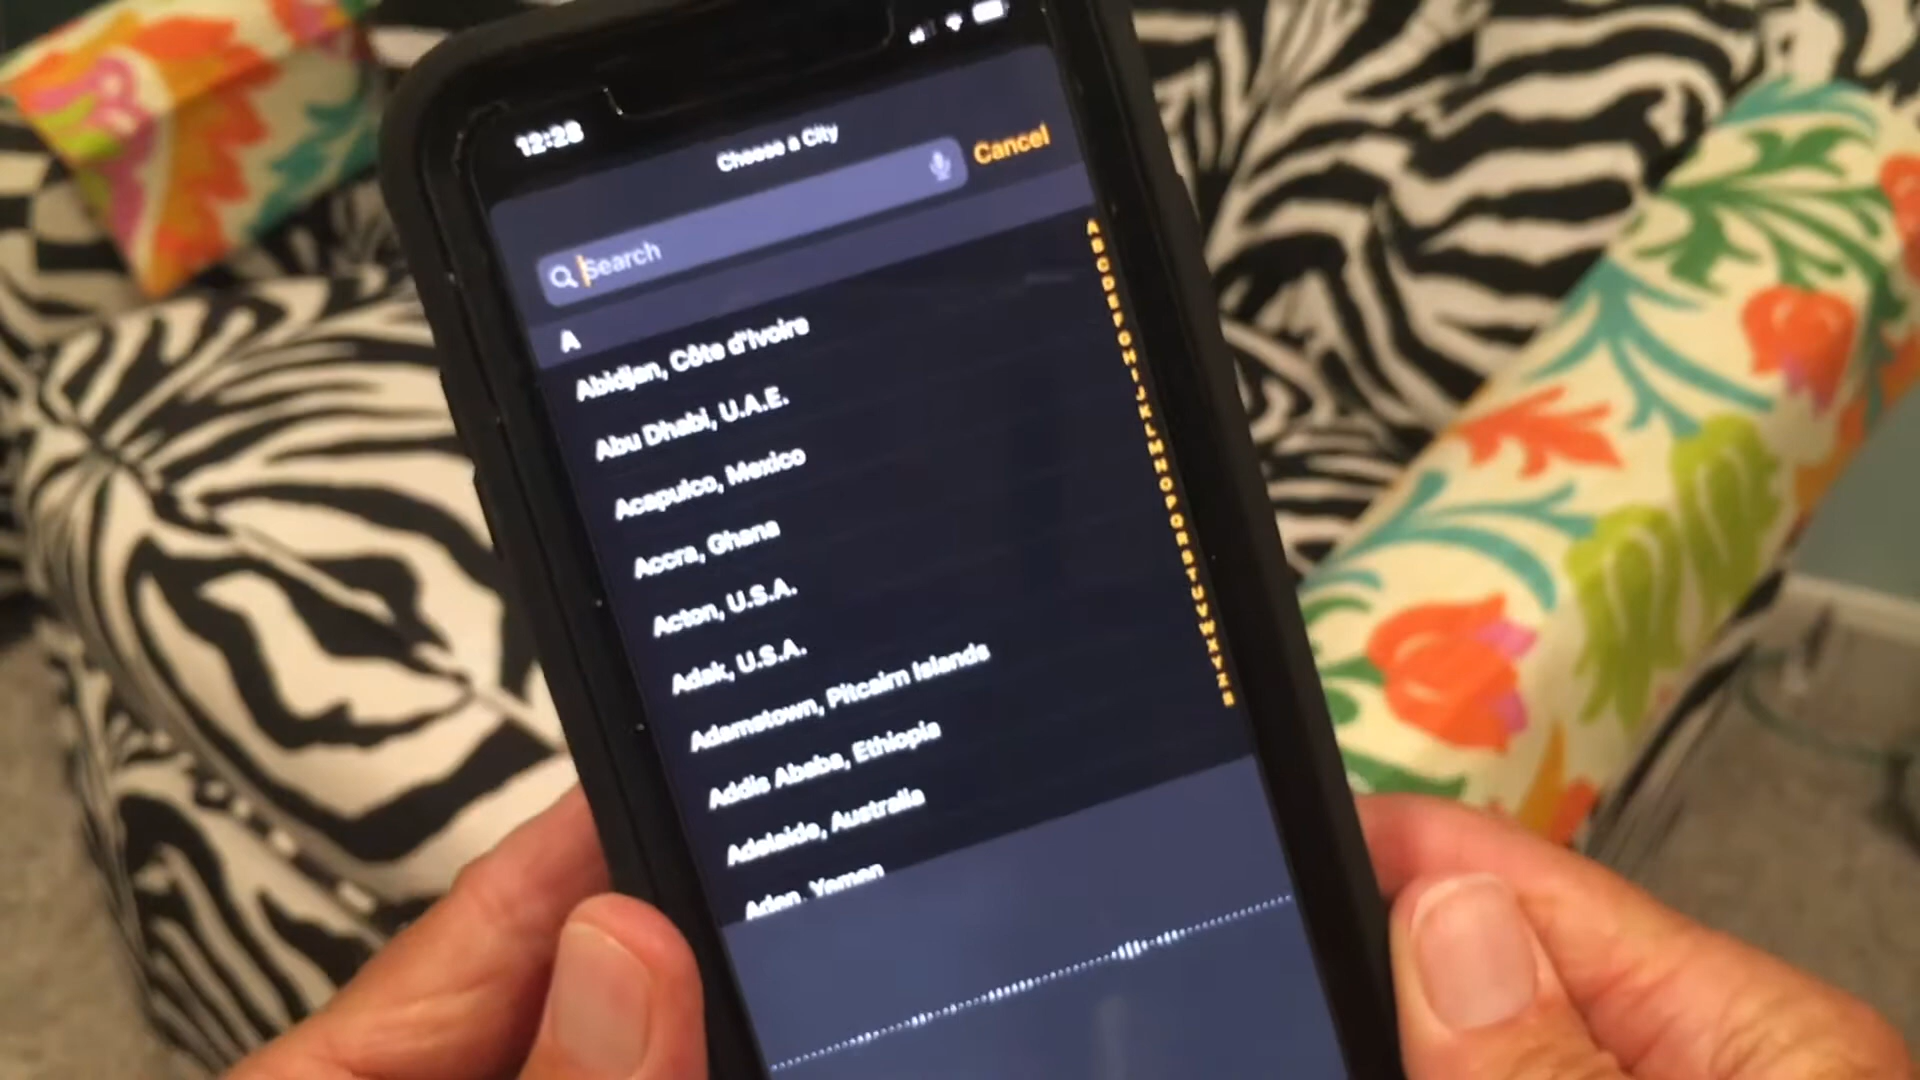 12:28
Choose a City
Search
Cancel
A
Abidjan, Côte d'Ivoire
Abu Dhabi, U.A.E.
Acapulco, Mexico
Accra, Ghana
Acton, U.S.A.
Adak, U.S.A.
Adamstown, Pitcairn Islands
Addis Ababa, Ethiopia
Adelaide, Australia
Aden, Yemen
A
B
C
D
E
F
G
H
I
J
K
L
M
N
O
P
Q
R
S
T
U
V
W
X
Y
Z